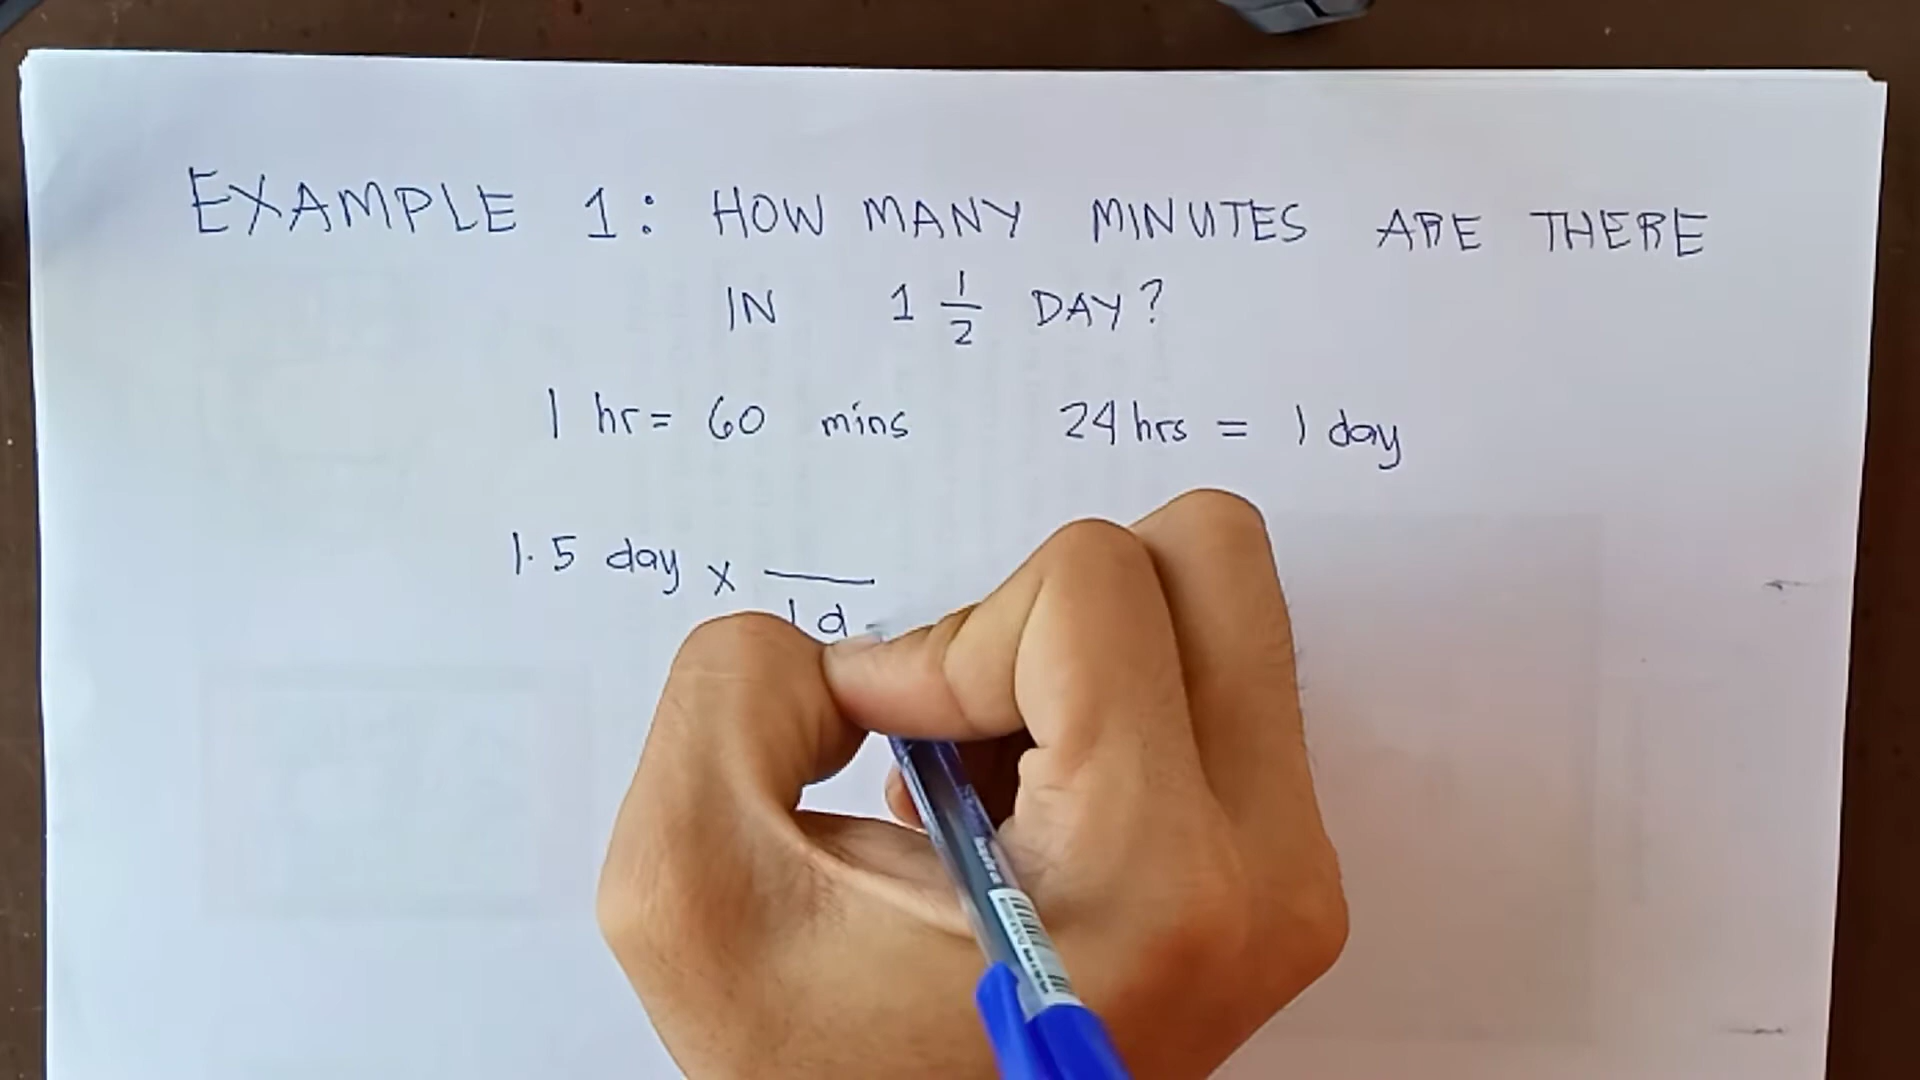 EXAMPLE 1: HOW MANY MINUTES ARE THERE
IN 1 1/2 DAY?
1 hr = 60 mins 24 hrs = 1 day
1.5 day x ―
1 d